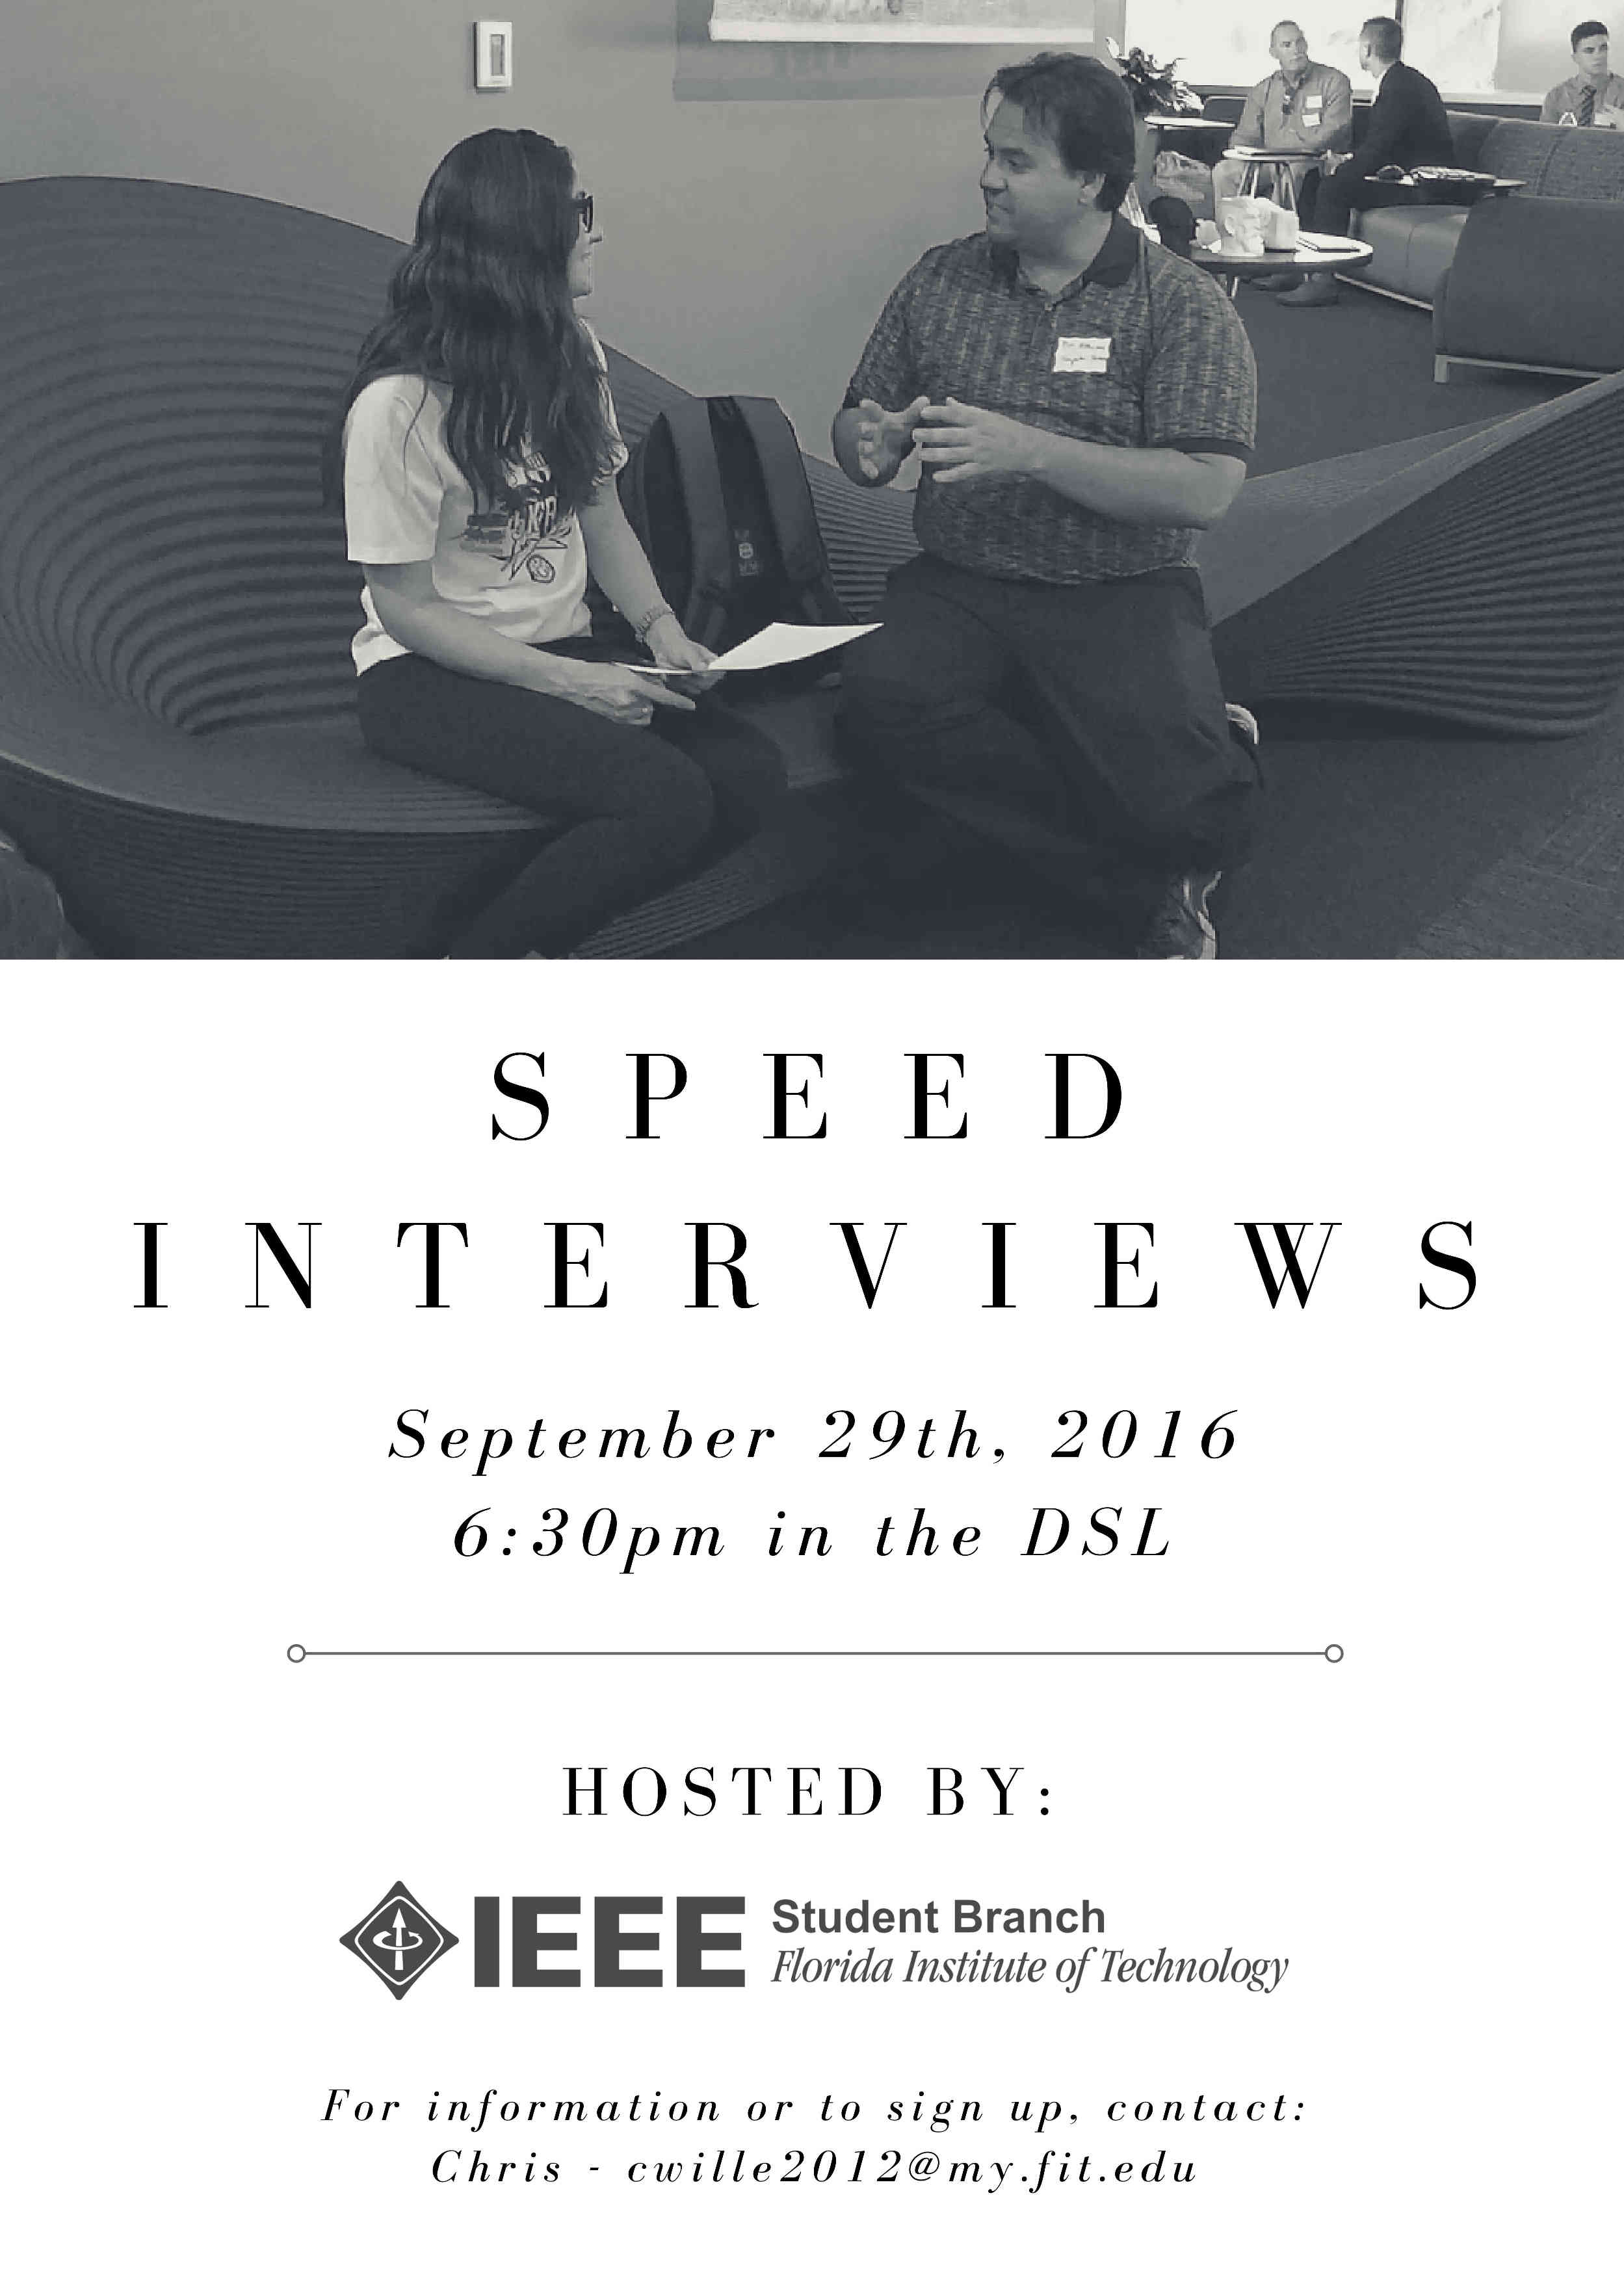 SPEED
INTERVIEWS
September 29th, 2016
6:30pm in the DSL
HOSTED BY:
IEEE Student Branch
Florida Institute of Technology
For information or to sign up, contact:
Chris - cwille2012@my.fit.edu